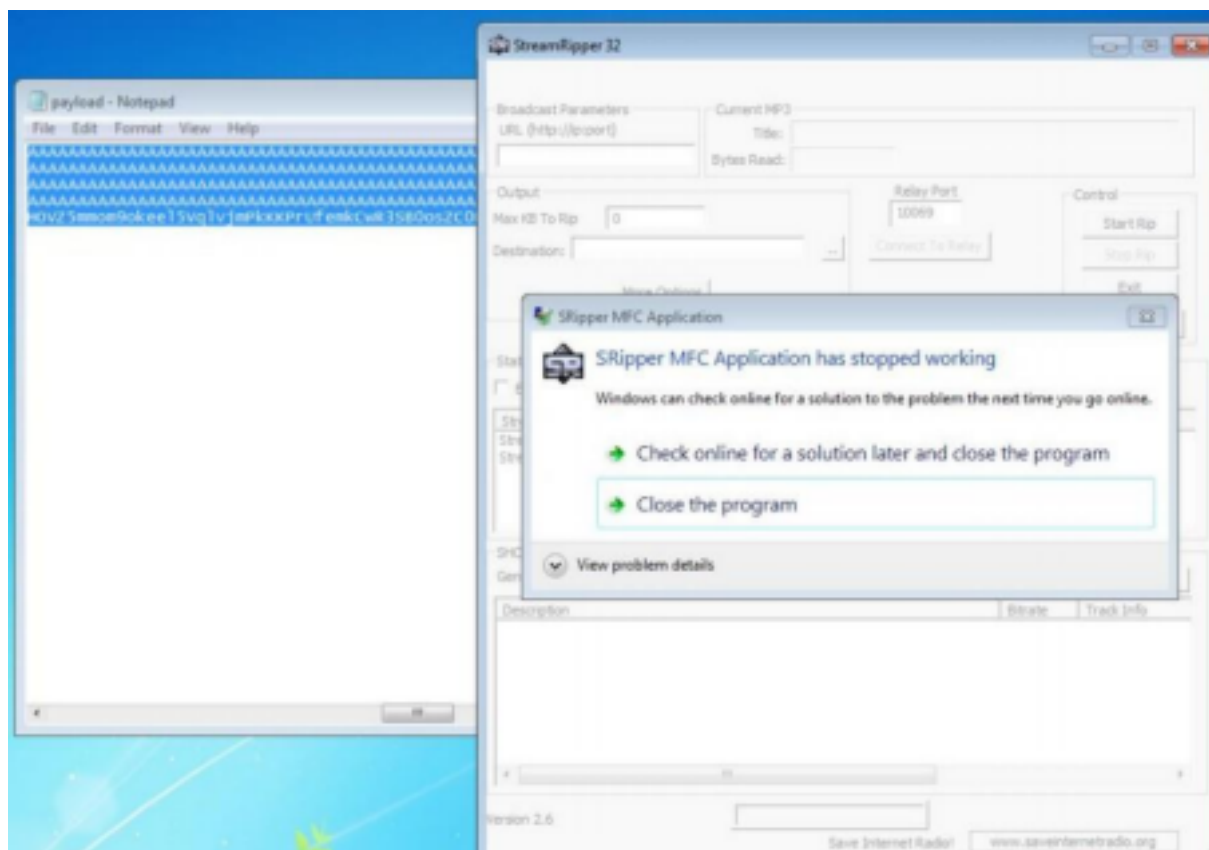 StreamRipper 32
payload - Notepad
File Edit Format View Help
Broadcast Parameters
URL (http://ip:port)
Current MP3
Title:
Bytes Read:
Output
Max KB To Rip
0
Destination:
...
Relay Port
10069
Connect To Relay
Control
Start Rip
Stop Rip
Exit
More Options
SRipper MFC Application
SRipper MFC Application has stopped working
Windows can check online for a solution to the problem the next time you go online.
Check online for a solution later and close the program
Close the program
View problem details
Description
Bitrate
Track Info
Version 2.6
Save Internet Radio!
www.saveinternetradio.org